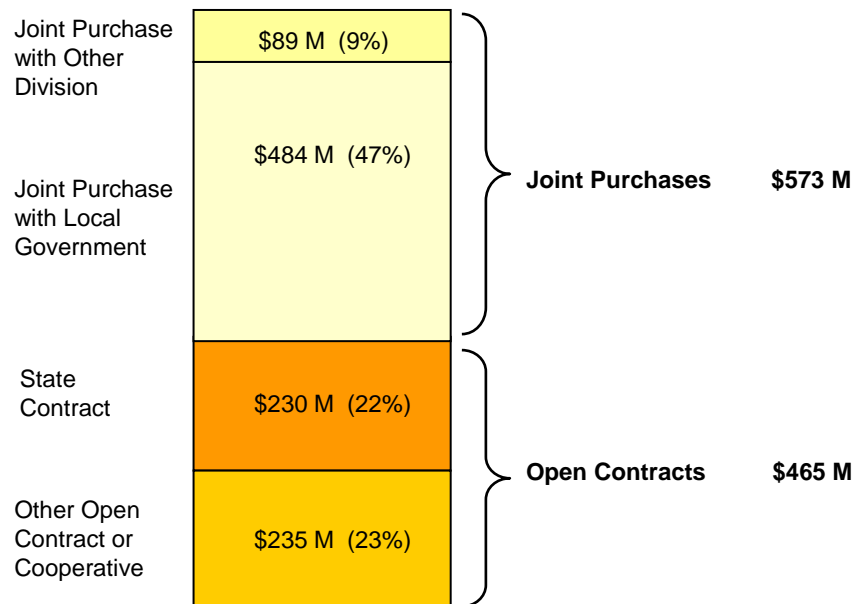 Joint Purchase
with Other
Division
$89 M (9%)
$484 M (47%)
Joint Purchases $573 M
Joint Purchase
with Local
Government
State
Contract
$230 M (22%)
Open Contracts $465 M
Other Open
Contract or
Cooperative
$235 M (23%)